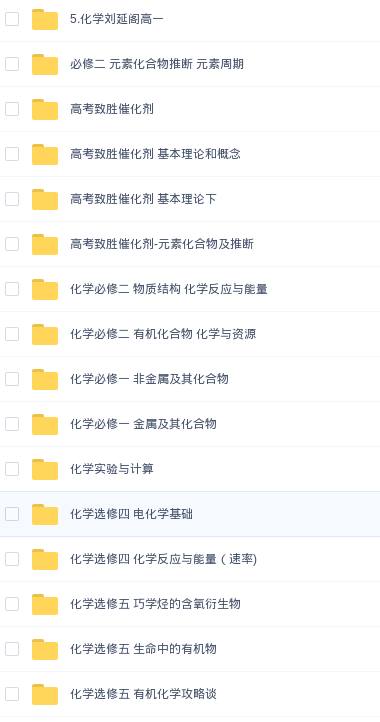 5.化学刘延阁高一
必修二 元素化合物推断 元素周期
高考致胜催化剂
高考致胜催化剂 基本理论和概念
高考致胜催化剂 基本理论下
高考致胜催化剂-元素化合物及推断
化学必修二 物质结构 化学反应与能量
化学必修二 有机化合物 化学与资源
化学必修一 非金属及其化合物
化学必修一 金属及其化合物
化学实验与计算
化学选修四 电化学基础
化学选修四 化学反应与能量（速率)
化学选修五 巧学烃的含氧衍生物
化学选修五 生命中的有机物
化学选修五 有机化学攻略谈